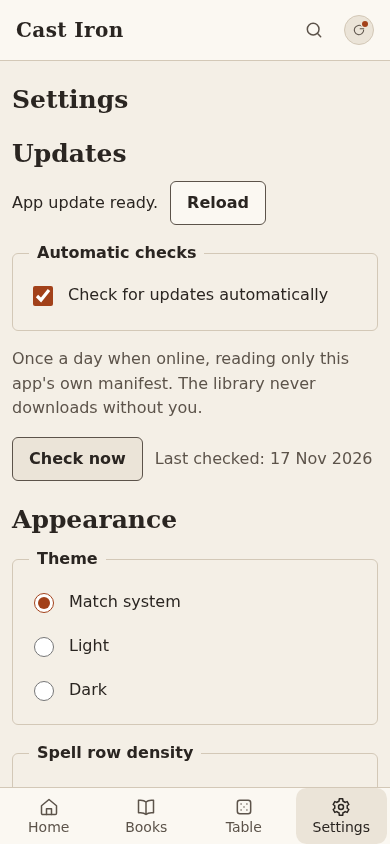 Cast Iron
Settings
Updates
App update ready.
Reload
Automatic checks
Check for updates automatically
Once a day when online, reading only this
app's own manifest. The library never
downloads without you.
Check now
Last checked: 17 Nov 2026
Appearance
Theme
Match system
Light
Dark
Spell row density
Home
Books
Table
Settings